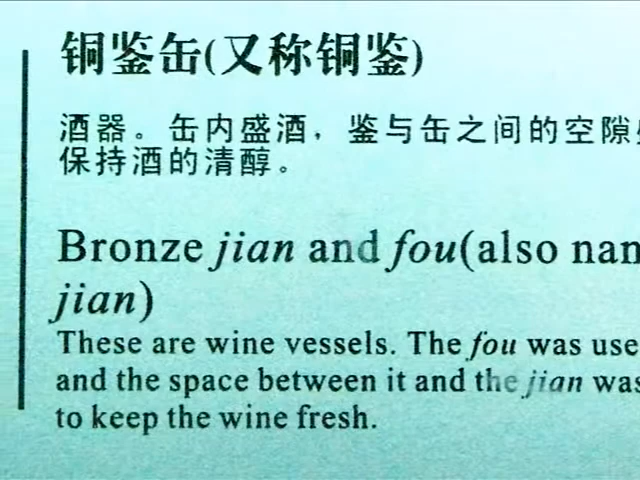 铜鉴缶(又称铜鉴)
酒器。缶内盛酒，鉴与缶之间的空隙
保持酒的清醇。
Bronze jian and fou(also
jian)
These are wine vessels. The fou was
and the space between it and the jian was
to keep the wine fresh.